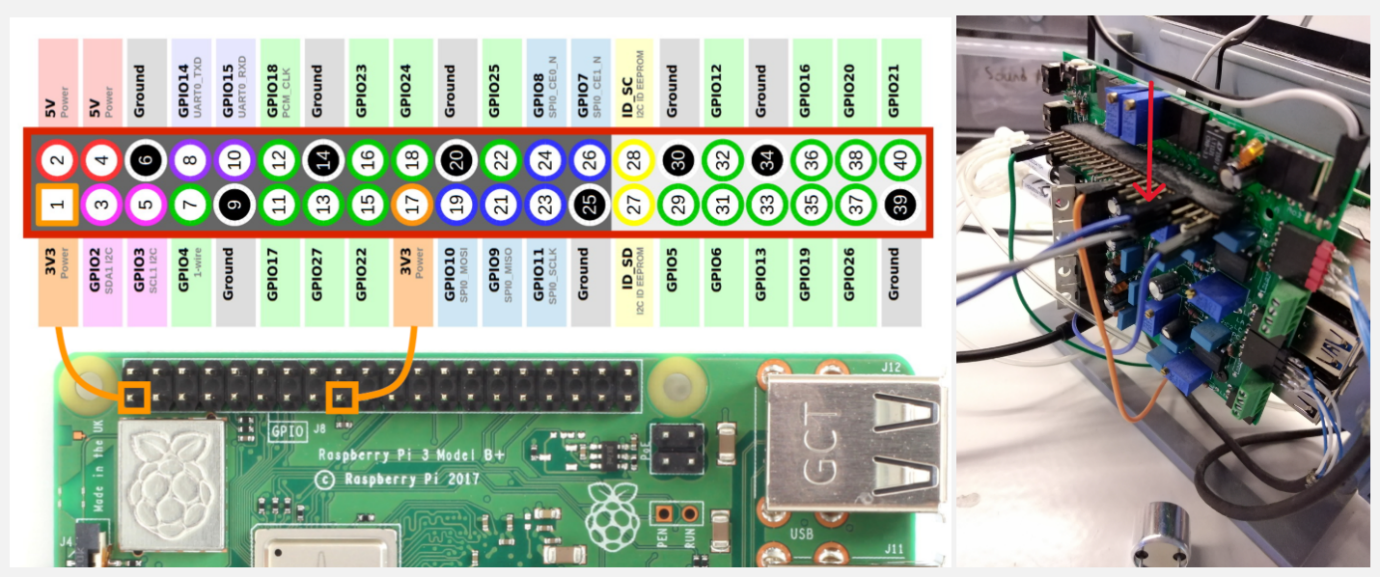 5V
Power
5V
Power
Ground
GPIO14
UART0_TXD
GPIO15
UART0_RXD
GPIO18
PCM_CLK
Ground
GPIO23
GPIO24
Ground
GPIO25
GPIO8
SPI0_CE0_N
GPIO7
SPI0_CE1_N
ID_SC
I2C ID EEPROM
Ground
GPIO12
Ground
GPIO16
GPIO20
GPIO21
2 4 6 8 10 12 14 16 18 20 22 24 26 28 30 32 34 36 38 40
1 3 5 7 9 11 13 15 17 19 21 23 25 27 29 31 33 35 37 39
3V3
Power
GPIO2
SDA1 I2C
GPIO3
SCL1 I2C
GPIO4
1-wire
Ground
GPIO17
GPIO27
GPIO22
3V3
Power
GPIO10
SPI0_MOSI
GPIO9
SPI0_MISO
GPIO11
SPI0_SCLK
Ground
ID_SD
I2C ID EEPROM
GPIO5
GPIO6
GPIO13
GPIO19
GPIO26
Ground
J12
GPIO J8
Made in the UK
Raspberry Pi 3 Model B+
© Raspberry Pi 2017
PoE
GCT
PEN
RUN
USB
J4
J11